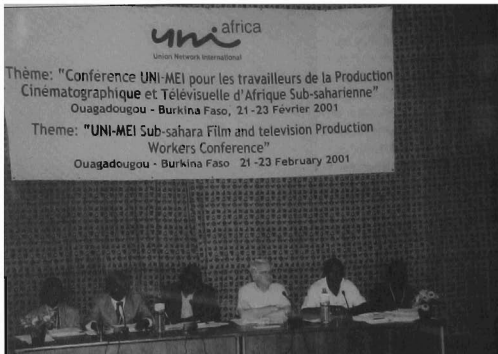 uni africa
Union Network International
Thème: "Conférence UNI-MEI pour les travailleurs de la Production
Cinématographique et Télévisuelle d'Afrique Sub-saharienne"
Ouagadougou - Burkina Faso, 21-23 Février 2001
Theme: "UNI-MEI Sub-sahara Film and television Production
Workers Conference"
Ouagadougou - Burkina Faso 21-23 February 2001